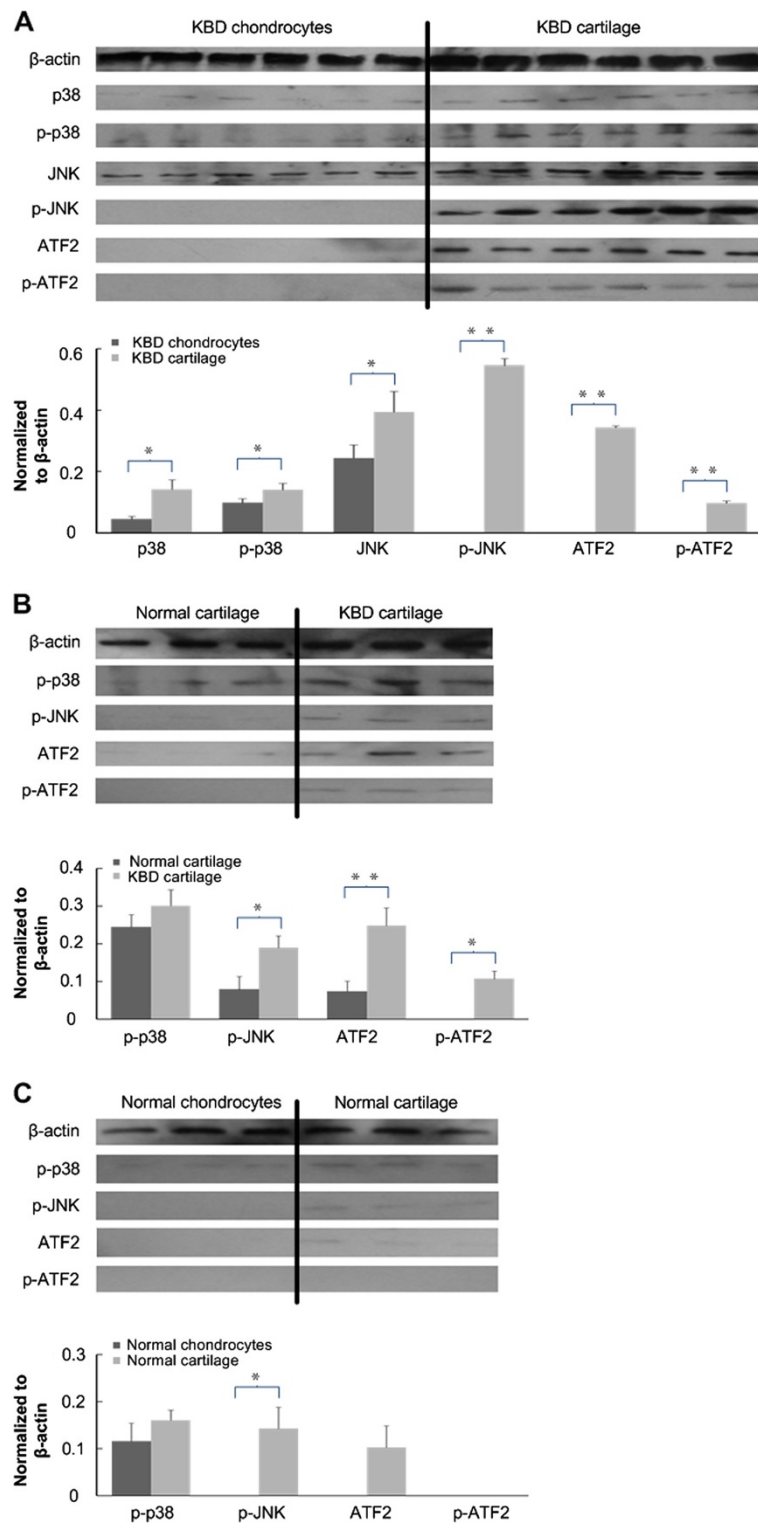 A
KBD chondrocytes KBD cartilage
β-actin
p38
p-p38
JNK
p-JNK
ATF2
p-ATF2
KBD chondrocytes
KBD cartilage
Normalized
to β-actin
0.6
0.4
0.2
0
* * * * * * * * *
p38 p-p38 JNK p-JNK ATF2 p-ATF2
B
Normal cartilage KBD cartilage
β-actin
p-p38
p-JNK
ATF2
p-ATF2
Normal cartilage
KBD cartilage
Normalized to
β-actin
0.4
0.3
0.2
0.1
0
* * * *
p-p38 p-JNK ATF2 p-ATF2
C
Normal chondrocytes Normal cartilage
β-actin
p-p38
p-JNK
ATF2
p-ATF2
Normal chondrocytes
Normal cartilage
Normalized to
β-actin
0.3
0.2
0.1
0
*
p-p38 p-JNK ATF2 p-ATF2